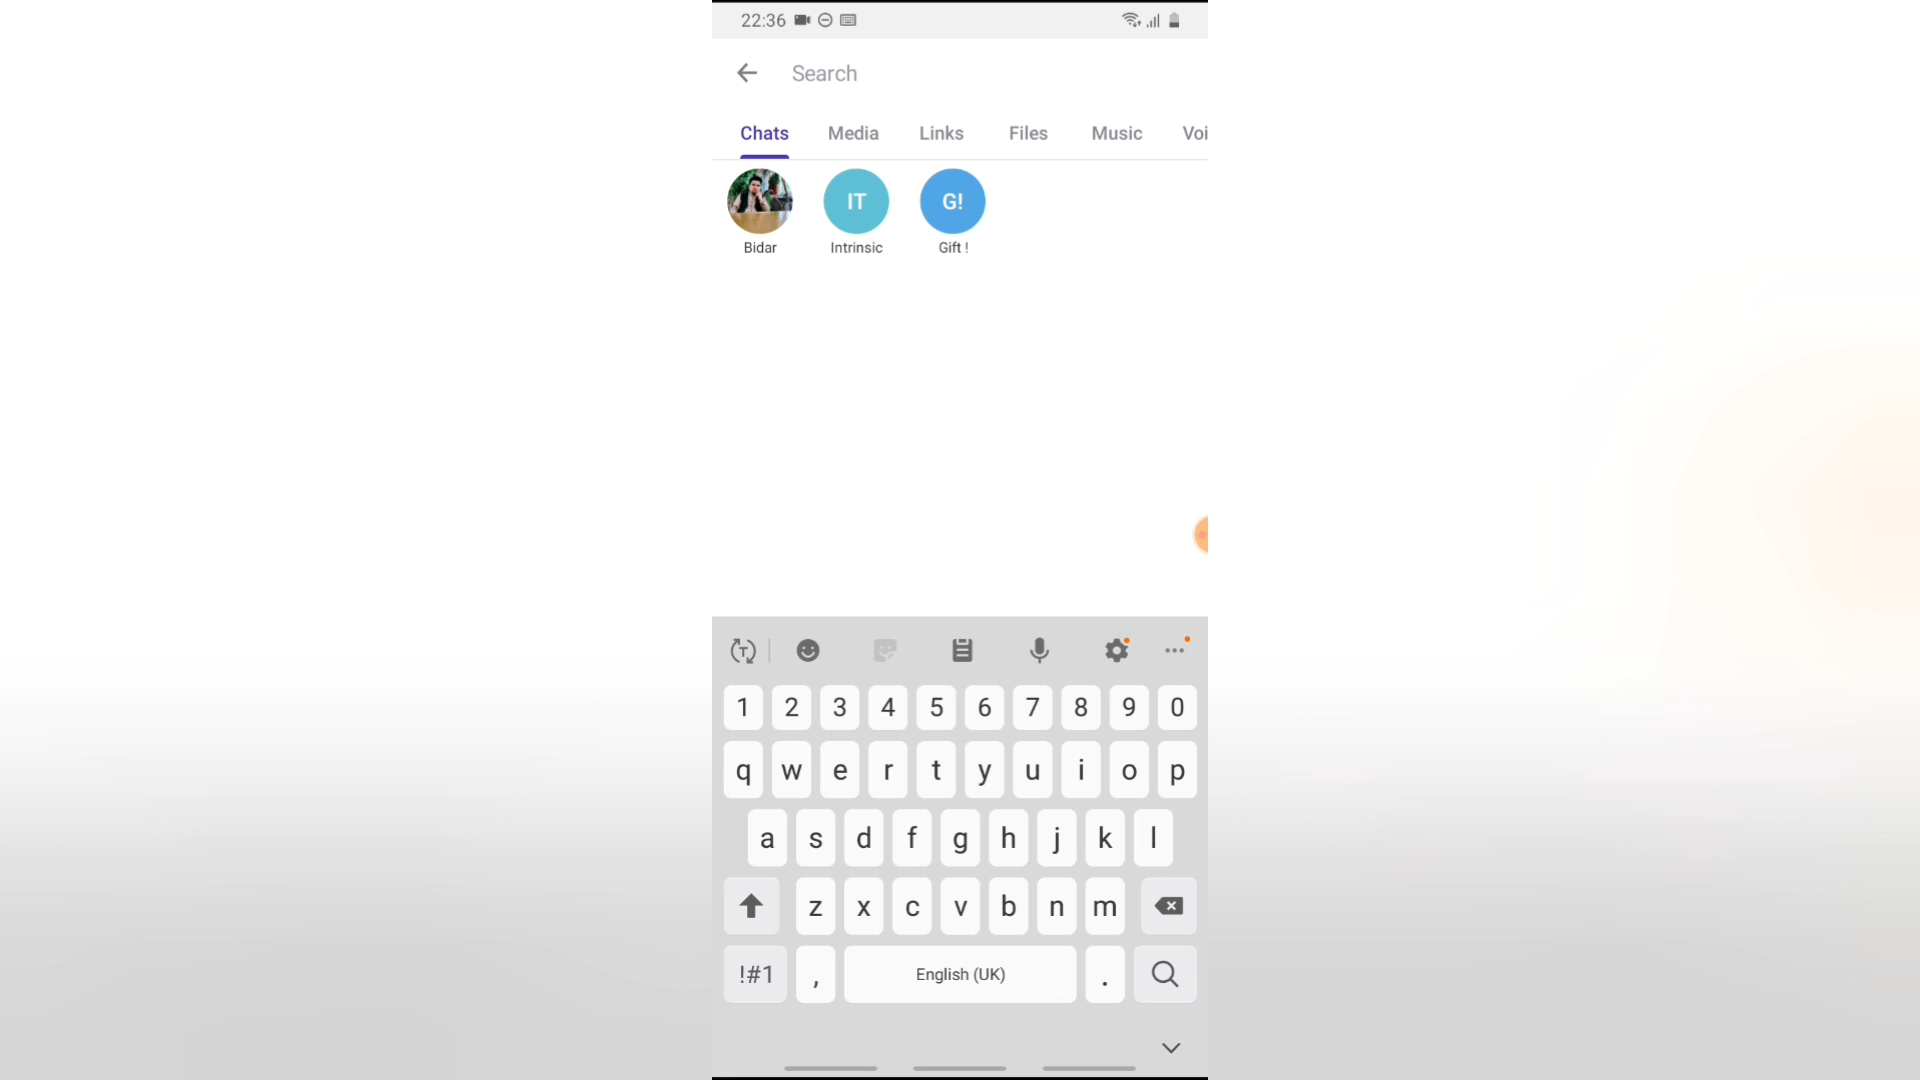 22:36
Search
Chats Media Links Files Music Voi
IT G!
Bidar Intrinsic Gift !
T
1 2 3 4 5 6 7 8 9 0
q w e r t y u i o p
a s d f g h j k l
z x c v b n m
!#1 , English (UK) .